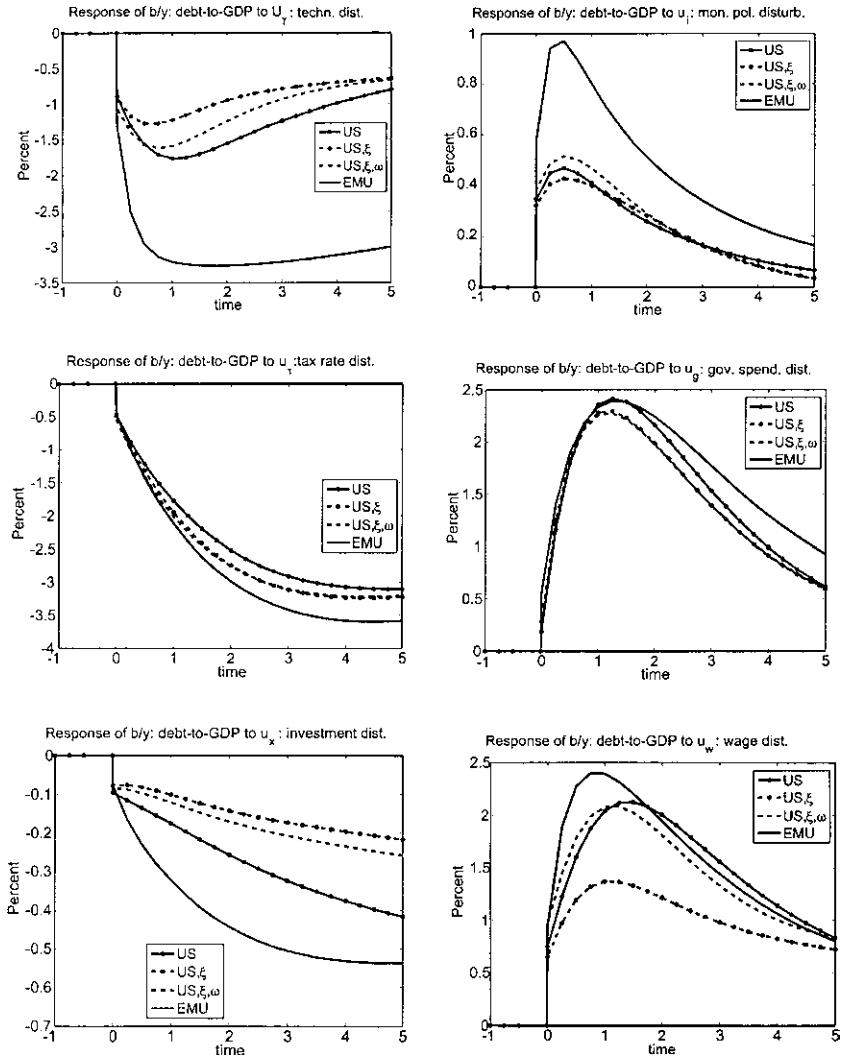 Response of b/y: debt-to-GDP to Uγ: techn. dist.
0
-0.5
-1
-1.5
-2
-2.5
-3
-3.5
Percent
US
US,ξ
US,ξ,ω
EMU
-1 0 1 2 3 4 5
time
Response of b/y: debt-to-GDP to ui: mon. pol. disturb.
1
0.8
0.6
0.4
0.2
0
Percent
US
US,ξ
US,ξ,ω
EMU
-1 0 1 2 3 4 5
time
Response of b/y: debt-to-GDP to uτ:tax rate dist.
0
-0.5
-1
-1.5
-2
-2.5
-3
-3.5
-4
Percent
US
US,ξ
US,ξ,ω
EMU
-1 0 1 2 3 4 5
time
Response of b/y: debt-to-GDP to ug: gov. spend. dist.
2.5
2
1.5
1
0.5
0
Percent
US
US,ξ
US,ξ,ω
EMU
-1 0 1 2 3 4 5
time
Response of b/y: debt-to-GDP to ux: investment dist.
0
-0.1
-0.2
-0.3
-0.4
-0.5
-0.6
-0.7
Percent
US
US,ξ
US,ξ,ω
EMU
-1 0 1 2 3 4 5
time
Response of b/y: debt-to-GDP to uw: wage dist.
2.5
2
1.5
1
0.5
0
Percent
US
US,ξ
US,ξ,ω
EMU
-1 0 1 2 3 4 5
time